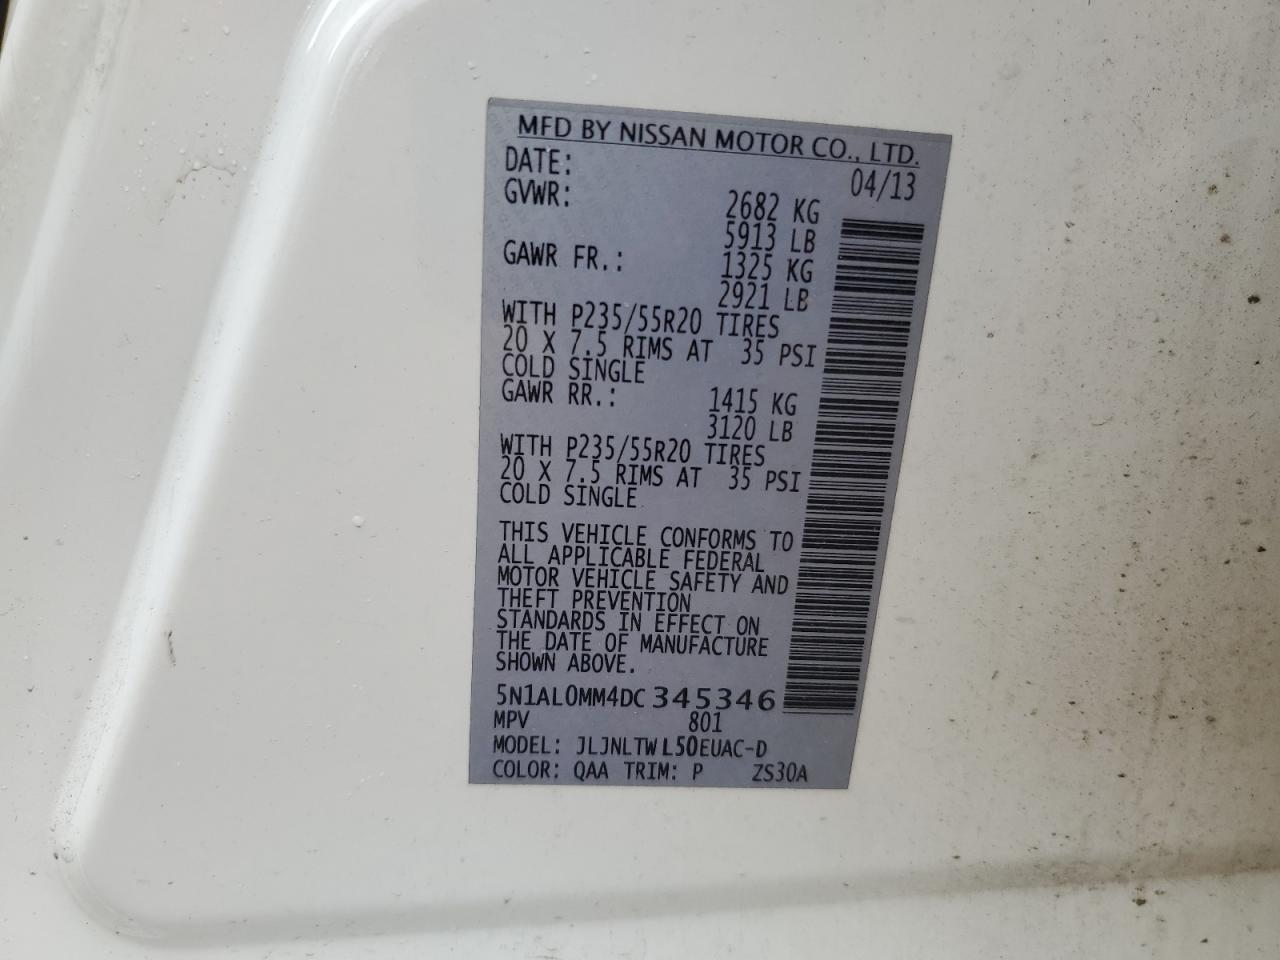 MFD BY NISSAN MOTOR CO., LTD.
DATE: 04/13
GVWR: 2682 KG
5913 LB
GAWR FR.: 1325 KG
2921 LB
WITH P235/55R20 TIRES
20 X 7.5 RIMS AT 35 PSI
COLD SINGLE
GAWR RR.: 1415 KG
3120 LB
WITH P235/55R20 TIRES
20 X 7.5 RIMS AT 35 PSI
COLD SINGLE
THIS VEHICLE CONFORMS TO
ALL APPLICABLE FEDERAL
MOTOR VEHICLE SAFETY AND
THEFT PREVENTION
STANDARDS IN EFFECT ON
THE DATE OF MANUFACTURE
SHOWN ABOVE.
5N1AL0MM4DC345346
MPV 801
MODEL: JLJNLTWL50EUAC-D
COLOR: QAA TRIM: P ZS30A